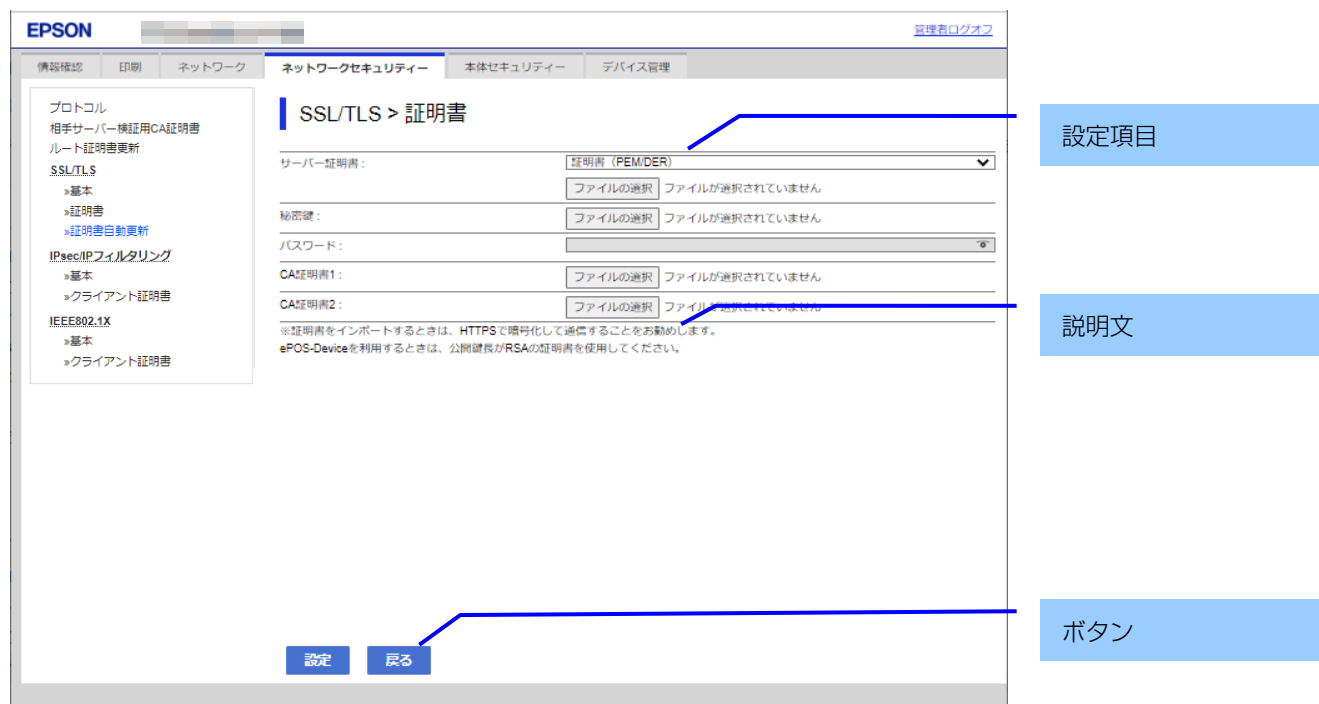 EPSON
管理者ログオフ
情報確認 印刷 ネットワーク ネットワークセキュリティー 本体セキュリティー デバイス管理
プロトコル
相手サーバー検証用CA証明書
ルート証明書更新
SSL/TLS
»基本
»証明書
»証明書自動更新
IPsec/IPフィルタリング
»基本
»クライアント証明書
IEEE802.1X
»基本
»クライアント証明書
SSL/TLS > 証明書
サーバー証明書 : 証明書（PEM/DER）
ファイルの選択 ファイルが選択されていません
秘密鍵 : ファイルの選択 ファイルが選択されていません
パスワード :
CA証明書1 : ファイルの選択 ファイルが選択されていません
CA証明書2 : ファイルの選択 ファイルが選択されていません
※証明書をインポートするときは、HTTPSで暗号化して通信することをお勧めします。
ePOS-Deviceを利用するときは、公開鍵長がRSAの証明書を使用してください。
設定 戻る
設定項目
説明文
ボタン